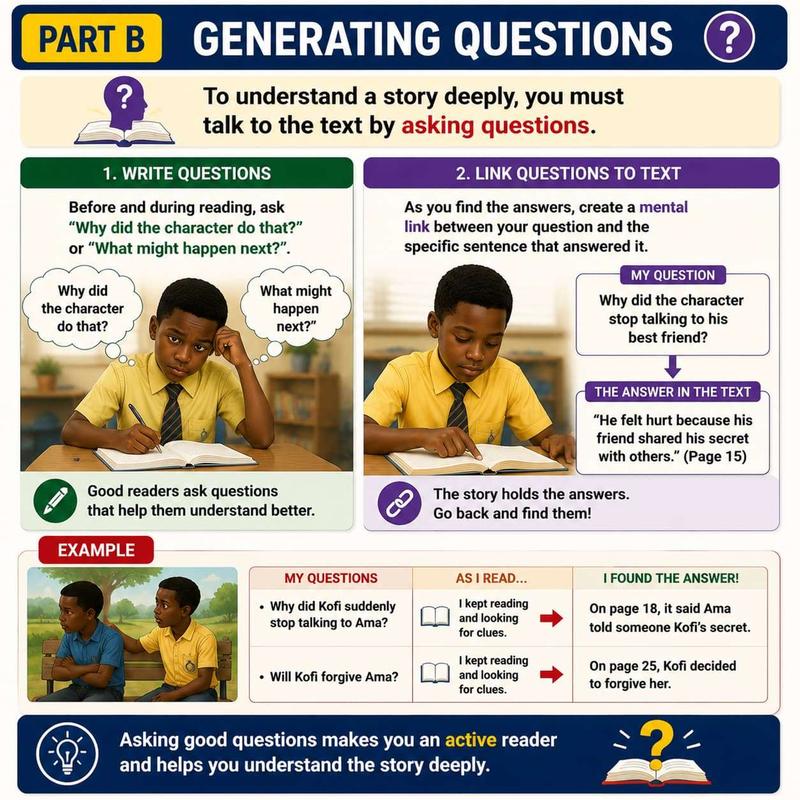 PART B
GENERATING QUESTIONS
?
?
To understand a story deeply, you must
talk to the text by asking questions.
1. WRITE QUESTIONS
Before and during reading, ask
“Why did the character do that?”
or “What might happen next?”.
Why did
the character
do that?
What might
happen
next?”
Good readers ask questions
that help them understand better.
2. LINK QUESTIONS TO TEXT
As you find the answers, create a mental
link between your question and the
specific sentence that answered it.
MY QUESTION
Why did the character
stop talking to his
best friend?
THE ANSWER IN THE TEXT
“He felt hurt because his
friend shared his secret
with others.” (Page 15)
The story holds the answers.
Go back and find them!
EXAMPLE
MY QUESTIONS
AS I READ...
I FOUND THE ANSWER!
• Why did Kofi suddenly
stop talking to Ama?
I kept reading
and looking
for clues.
On page 18, it said Ama
told someone Kofi’s secret.
• Will Kofi forgive Ama?
I kept reading
and looking
for clues.
On page 25, Kofi decided
to forgive her.
Asking good questions makes you an active reader
and helps you understand the story deeply.
?